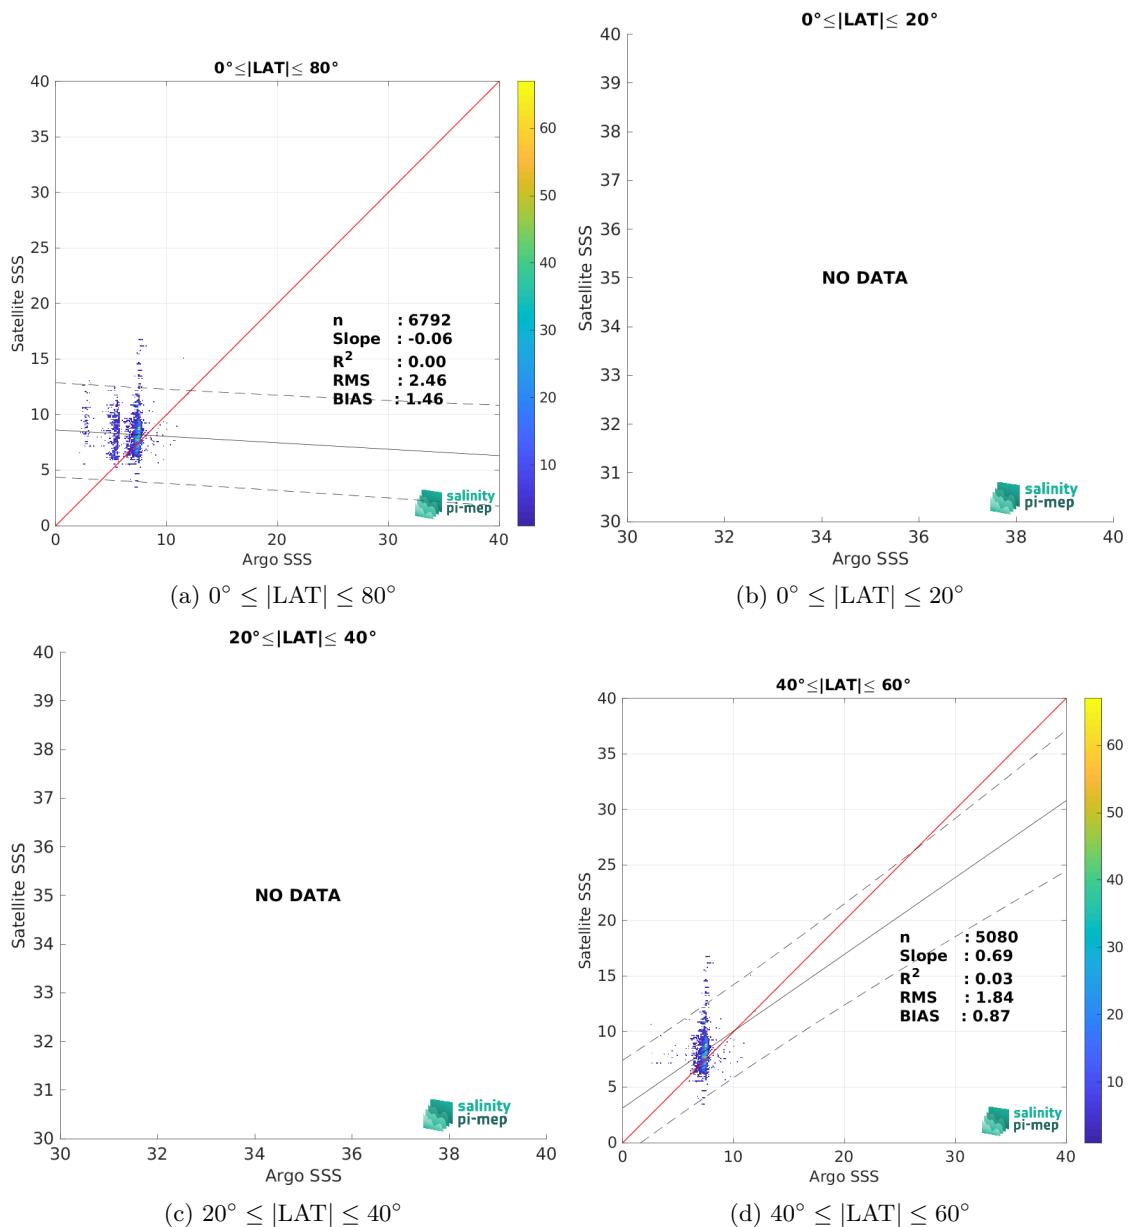 0°≤|LAT|≤ 80°
40
35
30
25
20
15
10
5
0
Satellite SSS
0
10
20
30
40
Argo SSS
60
50
40
30
20
10
n : 6792
Slope : -0.06
R² : 0.00
RMS : 2.46
BIAS : 1.46
salinity
pi-mep
(a) 0° ≤ |LAT| ≤ 80°
0°≤|LAT|≤ 20°
40
39
38
37
36
35
34
33
32
31
30
Satellite SSS
NO DATA
30
32
34
36
38
40
Argo SSS
salinity
pi-mep
(b) 0° ≤ |LAT| ≤ 20°
20°≤|LAT|≤ 40°
40
39
38
37
36
35
34
33
32
31
30
Satellite SSS
NO DATA
30
32
34
36
38
40
Argo SSS
salinity
pi-mep
(c) 20° ≤ |LAT| ≤ 40°
40°≤|LAT|≤ 60°
40
35
30
25
20
15
10
5
0
Satellite SSS
0
10
20
30
40
Argo SSS
60
50
40
30
20
10
n : 5080
Slope : 0.69
R² : 0.03
RMS : 1.84
BIAS : 0.87
salinity
pi-mep
(d) 40° ≤ |LAT| ≤ 60°